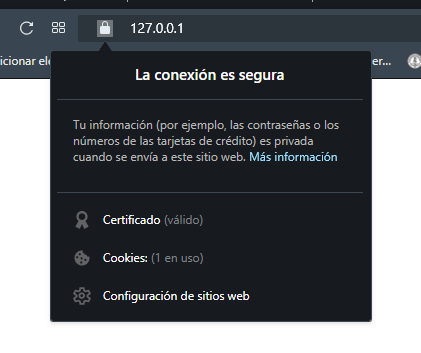 127.0.0.1
icionar ele
er...
La conexión es segura
Tu información (por ejemplo, las contraseñas o los
números de las tarjetas de crédito) es privada
cuando se envía a este sitio web. Más información
Certificado (válido)
Cookies: (1 en uso)
Configuración de sitios web